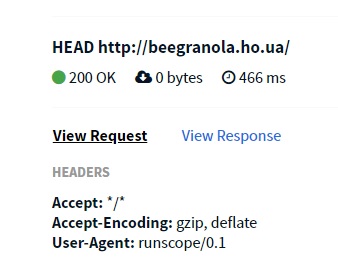 HEAD http://beegranola.ho.ua/
200 OK 0 bytes 466 ms
View Request View Response
HEADERS
Accept: */*
Accept-Encoding: gzip, deflate
User-Agent: runscope/0.1